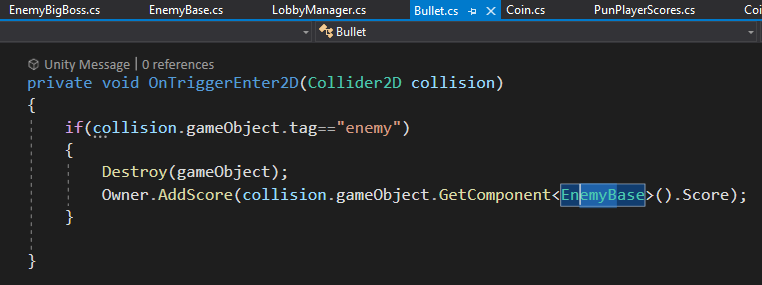 EnemyBigBoss.cs EnemyBase.cs LobbyManager.cs Bullet.cs Coin.cs PunPlayerScores.cs Coi
Bullet
Unity Message | 0 references
private void OnTriggerEnter2D(Collider2D collision)
{
if(collision.gameObject.tag=="enemy")
{
Destroy(gameObject);
Owner.AddScore(collision.gameObject.GetComponent<EnemyBase>().Score);
}
}